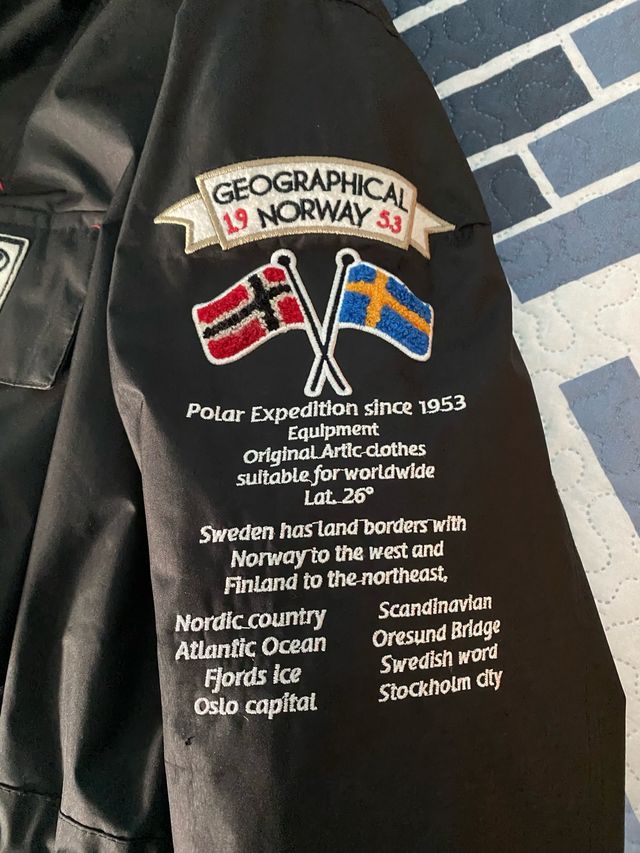 GEOGRAPHICAL
19 NORWAY 53
Polar Expedition since 1953
Equipment
Original Artic clothes
suitable for worldwide
Lat. 26°
Sweden has land borders with
Norway to the west and
Finland to the northeast,
Nordic country
Atlantic Ocean
Fjords ice
Oslo capital
Scandinavian
Oresund Bridge
Swedish word
Stockholm city